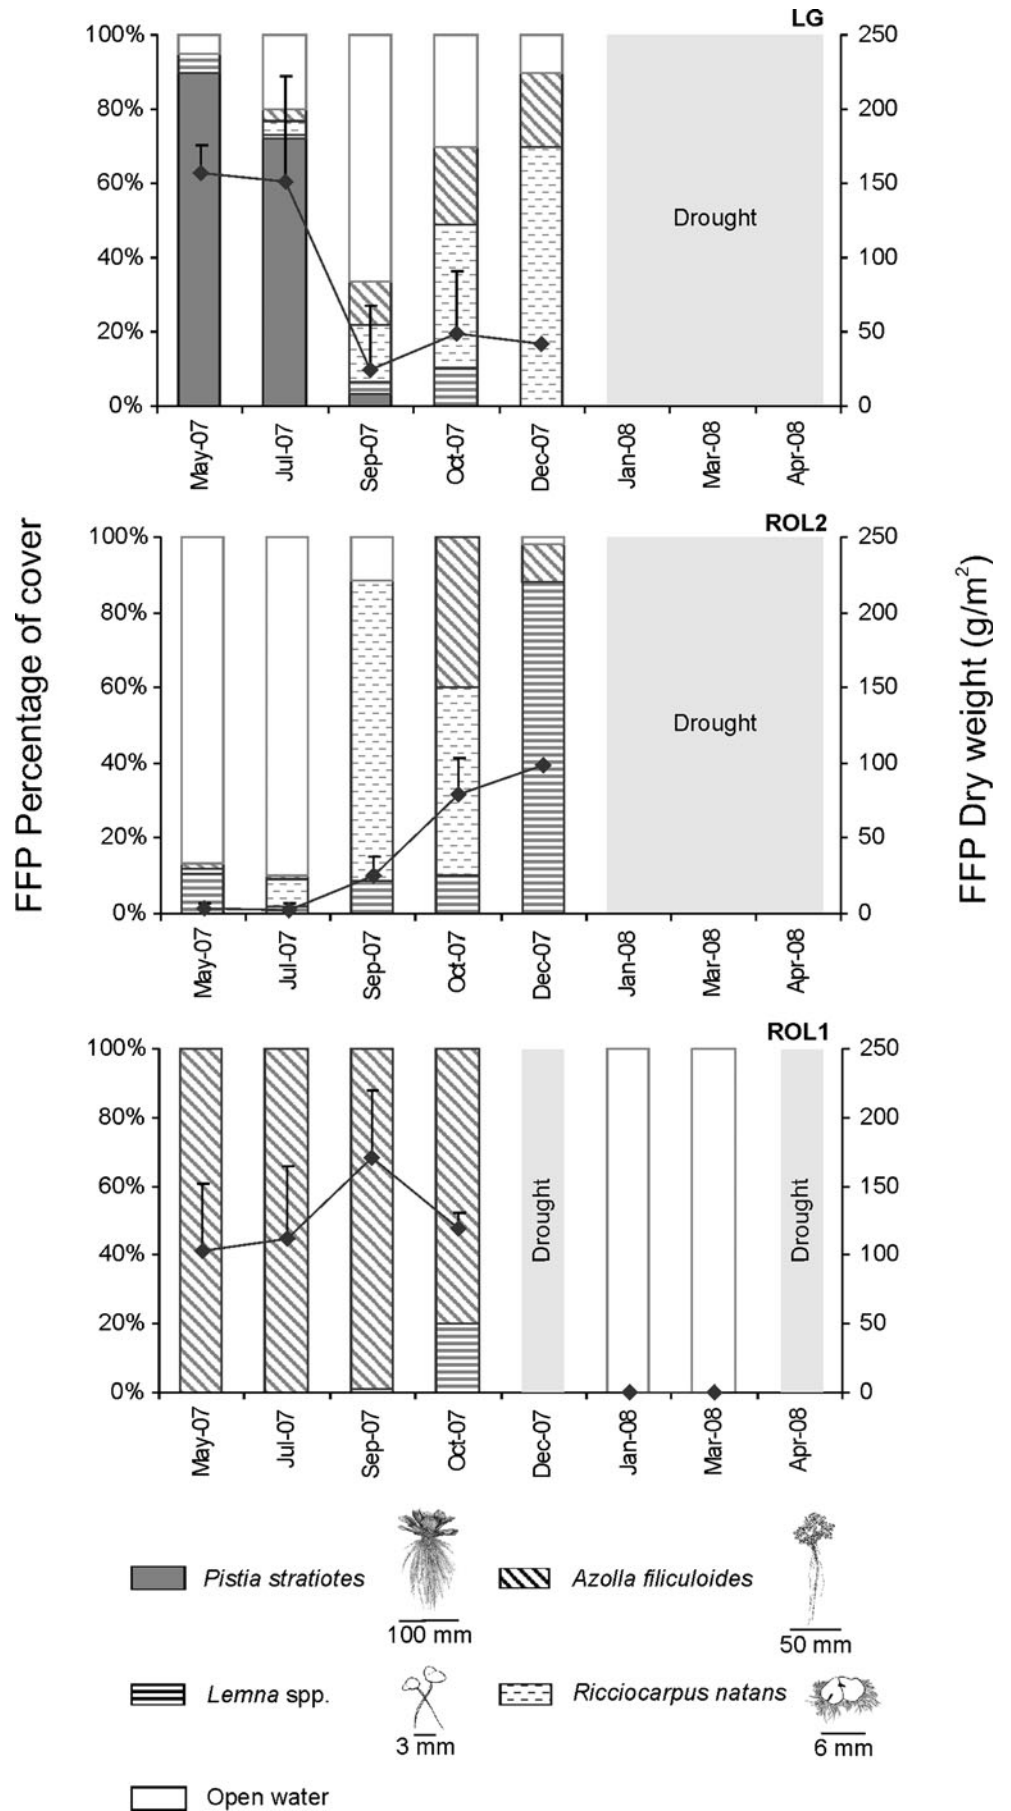 LG
100%
80%
60%
40%
20%
0%
250
200
150
100
50
0
Drought
May-07
Jul-07
Sep-07
Oct-07
Dec-07
Jan-08
Mar-08
Apr-08
FFP Percentage of cover
FFP Dry weight (g/m²)
ROL2
100%
80%
60%
40%
20%
0%
250
200
150
100
50
0
Drought
May-07
Jul-07
Sep-07
Oct-07
Dec-07
Jan-08
Mar-08
Apr-08
ROL1
100%
80%
60%
40%
20%
0%
250
200
150
100
50
0
Drought
Drought
May-07
Jul-07
Sep-07
Oct-07
Dec-07
Jan-08
Mar-08
Apr-08
Pistia stratiotes
100 mm
Azolla filiculoides
50 mm
Lemna spp.
3 mm
Ricciocarpus natans
6 mm
Open water